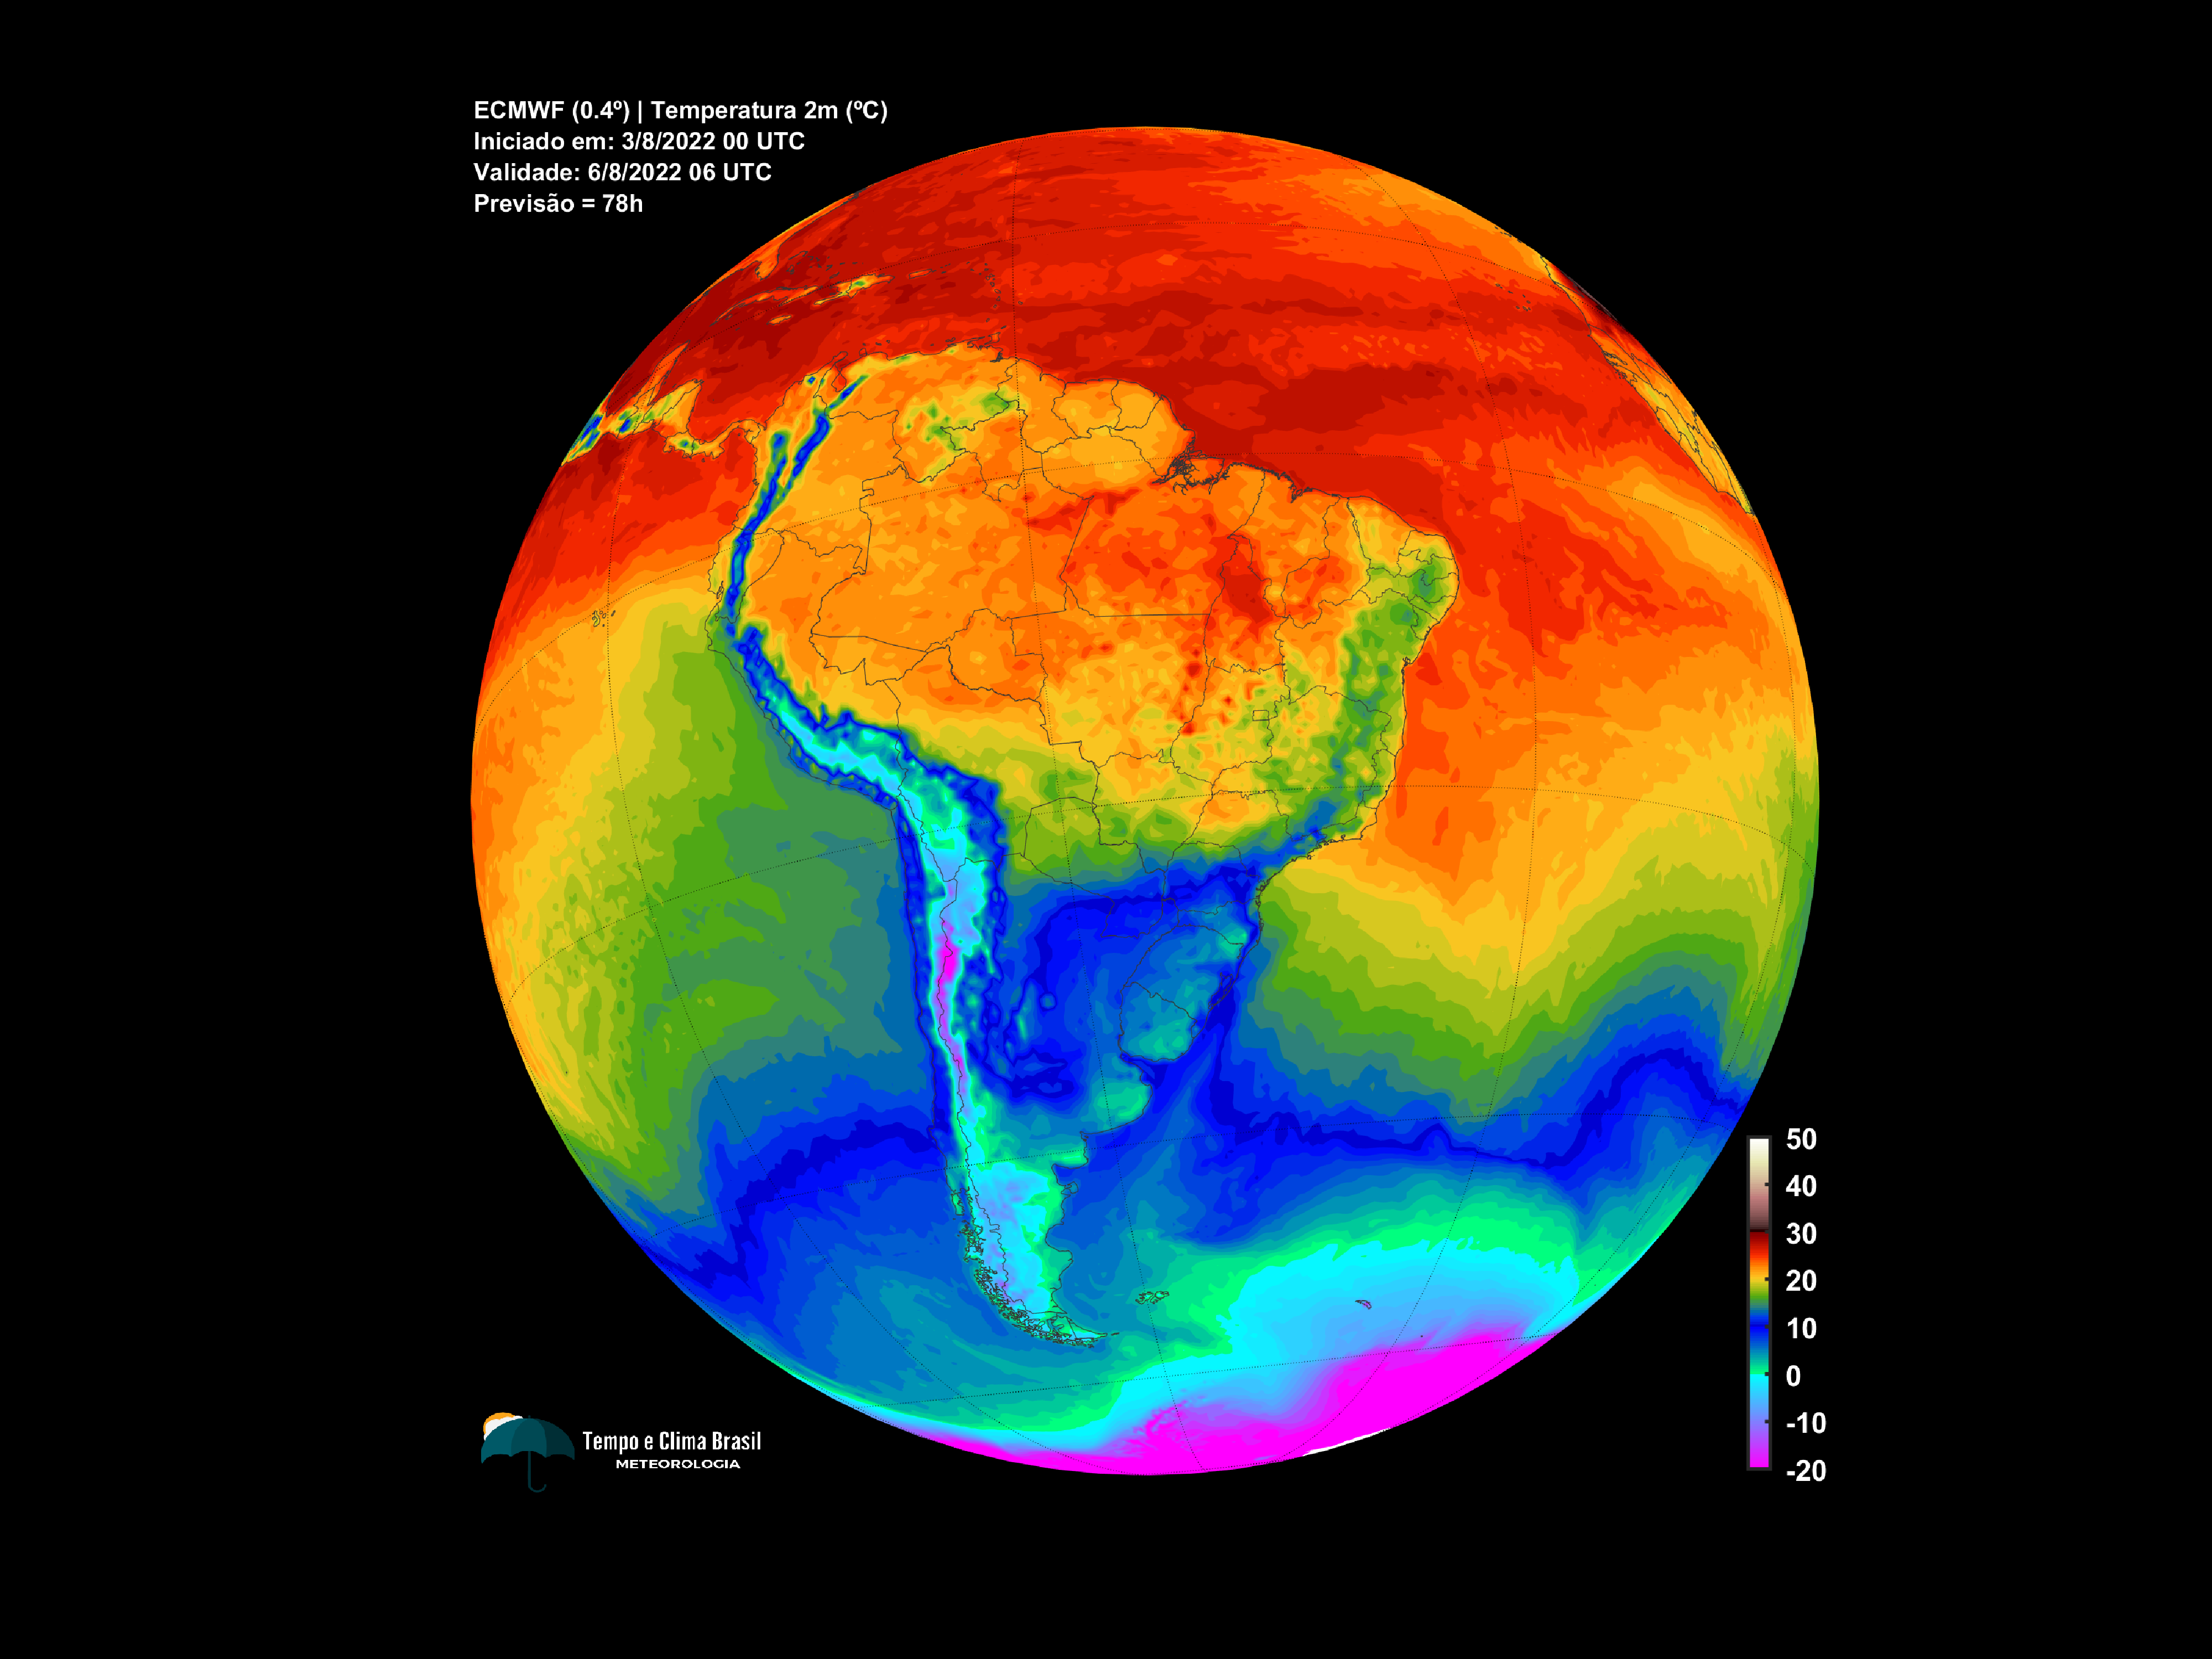 ECMWF (0.4º) | Temperatura 2m (ºC)
Iniciado em: 3/8/2022 00 UTC
Validade: 6/8/2022 06 UTC
Previsão = 78h
50
40
30
20
10
0
-10
-20
Tempo e Clima Brasil
METEOROLOGIA